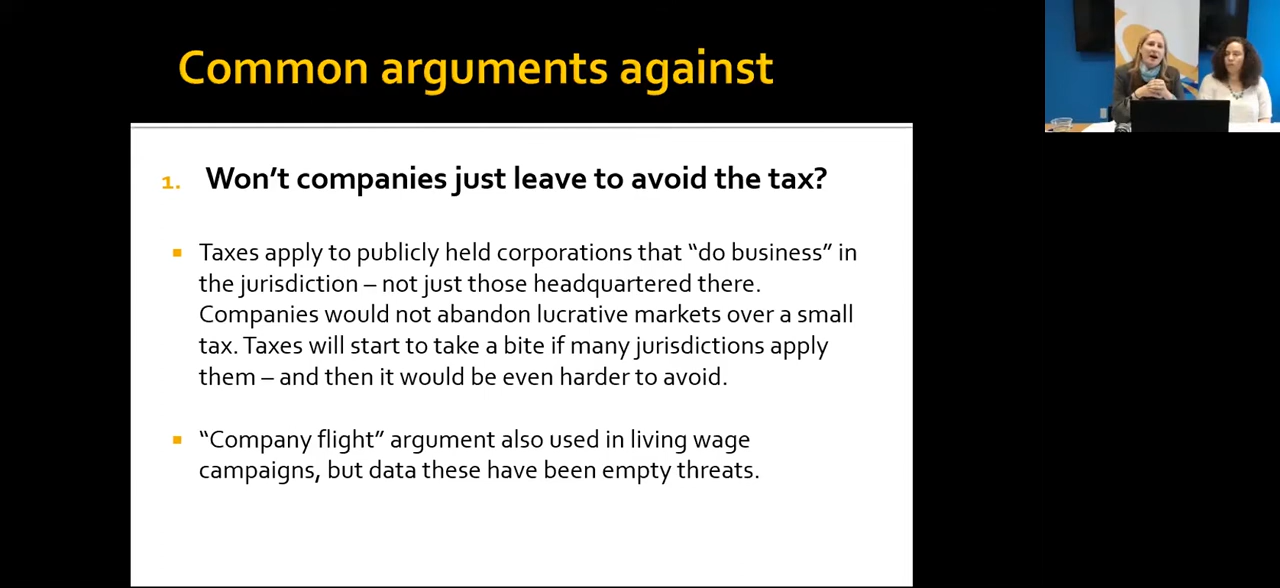 Common arguments against
1. Won’t companies just leave to avoid the tax?
▪ Taxes apply to publicly held corporations that “do business” in
the jurisdiction – not just those headquartered there.
Companies would not abandon lucrative markets over a small
tax. Taxes will start to take a bite if many jurisdictions apply
them – and then it would be even harder to avoid.
▪ “Company flight” argument also used in living wage
campaigns, but data these have been empty threats.